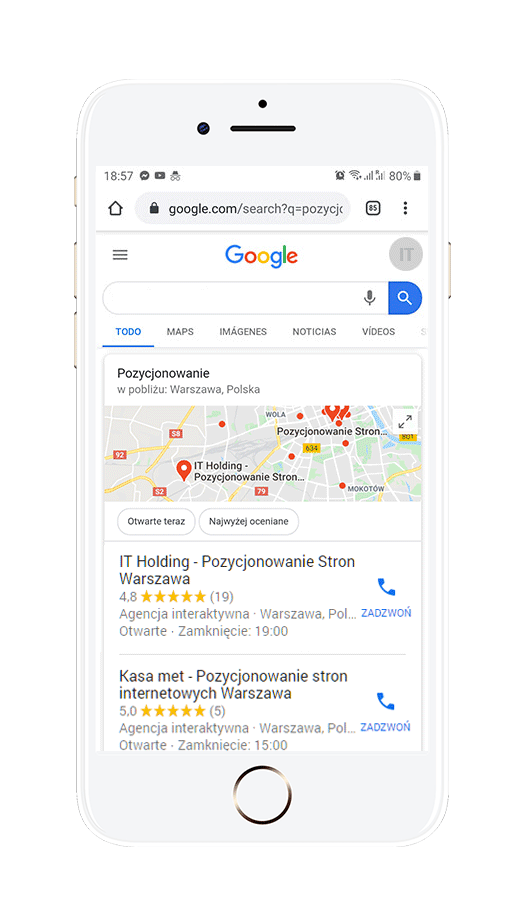 18:57 80%
google.com/search?q=pozycjo 85
Google IT
TODO MAPS IMÁGENES NOTICIAS VÍDEOS S
Pozycjonowanie
w pobliżu: Warszawa, Polska
WOLA
Pozycjonowanie Stron...
S8
634
801
92
IT Holding -
Pozycjonowanie Stron...
S2 79 MOKOTÓW
Otwarte teraz Najwyżej oceniane
IT Holding - Pozycjonowanie Stron
Warszawa
4,8 ★★★★★ (19)
Agencja interaktywna · Warszawa, Pol... ZADZWOŃ
Otwarte · Zamknięcie: 19:00
Kasa met - Pozycjonowanie stron
internetowych Warszawa
5,0 ★★★★★ (5)
Agencja interaktywna · Warszawa, Pol... ZADZWOŃ
Otwarte · Zamknięcie: 15:00